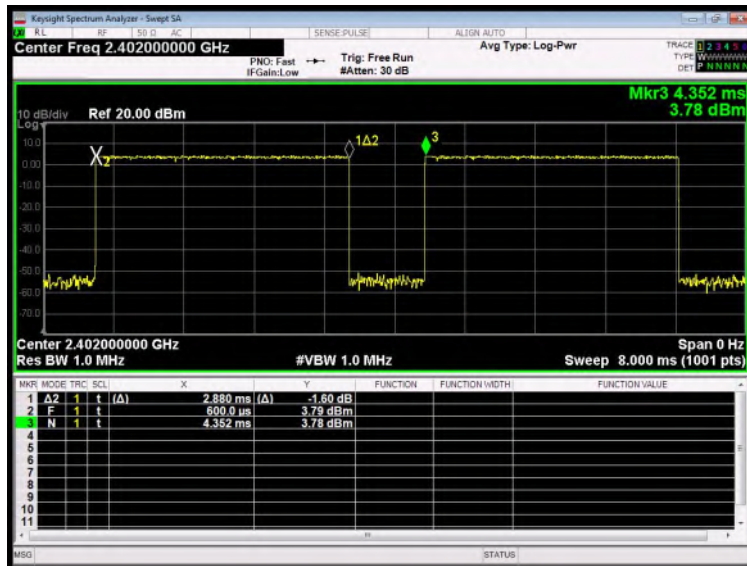 Keysight Spectrum Analyzer - Swept SA
RL RF 50 Ω AC SENSE:PULSE ALIGN AUTO
Center Freq 2.402000000 GHz
Avg Type: Log-Pwr
TRACE 1 2 3 4 5 6
PNO: Fast Trig: Free Run
TYPE WWWWWW
IFGain:Low #Atten: 30 dB
DET P N N N N N
Mkr3 4.352 ms
3.78 dBm
10 dB/div Ref 20.00 dBm
Log
10.0
0.00
-10.0
-20.0
-30.0
-40.0
-50.0
-60.0
-70.0
X2
1Δ2
3
Center 2.402000000 GHz Span 0 Hz
Res BW 1.0 MHz #VBW 1.0 MHz Sweep 8.000 ms (1001 pts)
MKR MODE TRC SCL X Y FUNCTION FUNCTION WIDTH FUNCTION VALUE
1 Δ2 1 t (Δ) 2.880 ms (Δ) -1.60 dB
2 F 1 t 600.0 µs 3.79 dBm
3 N 1 t 4.352 ms 3.78 dBm
4
5
6
7
8
9
10
11
MSG STATUS